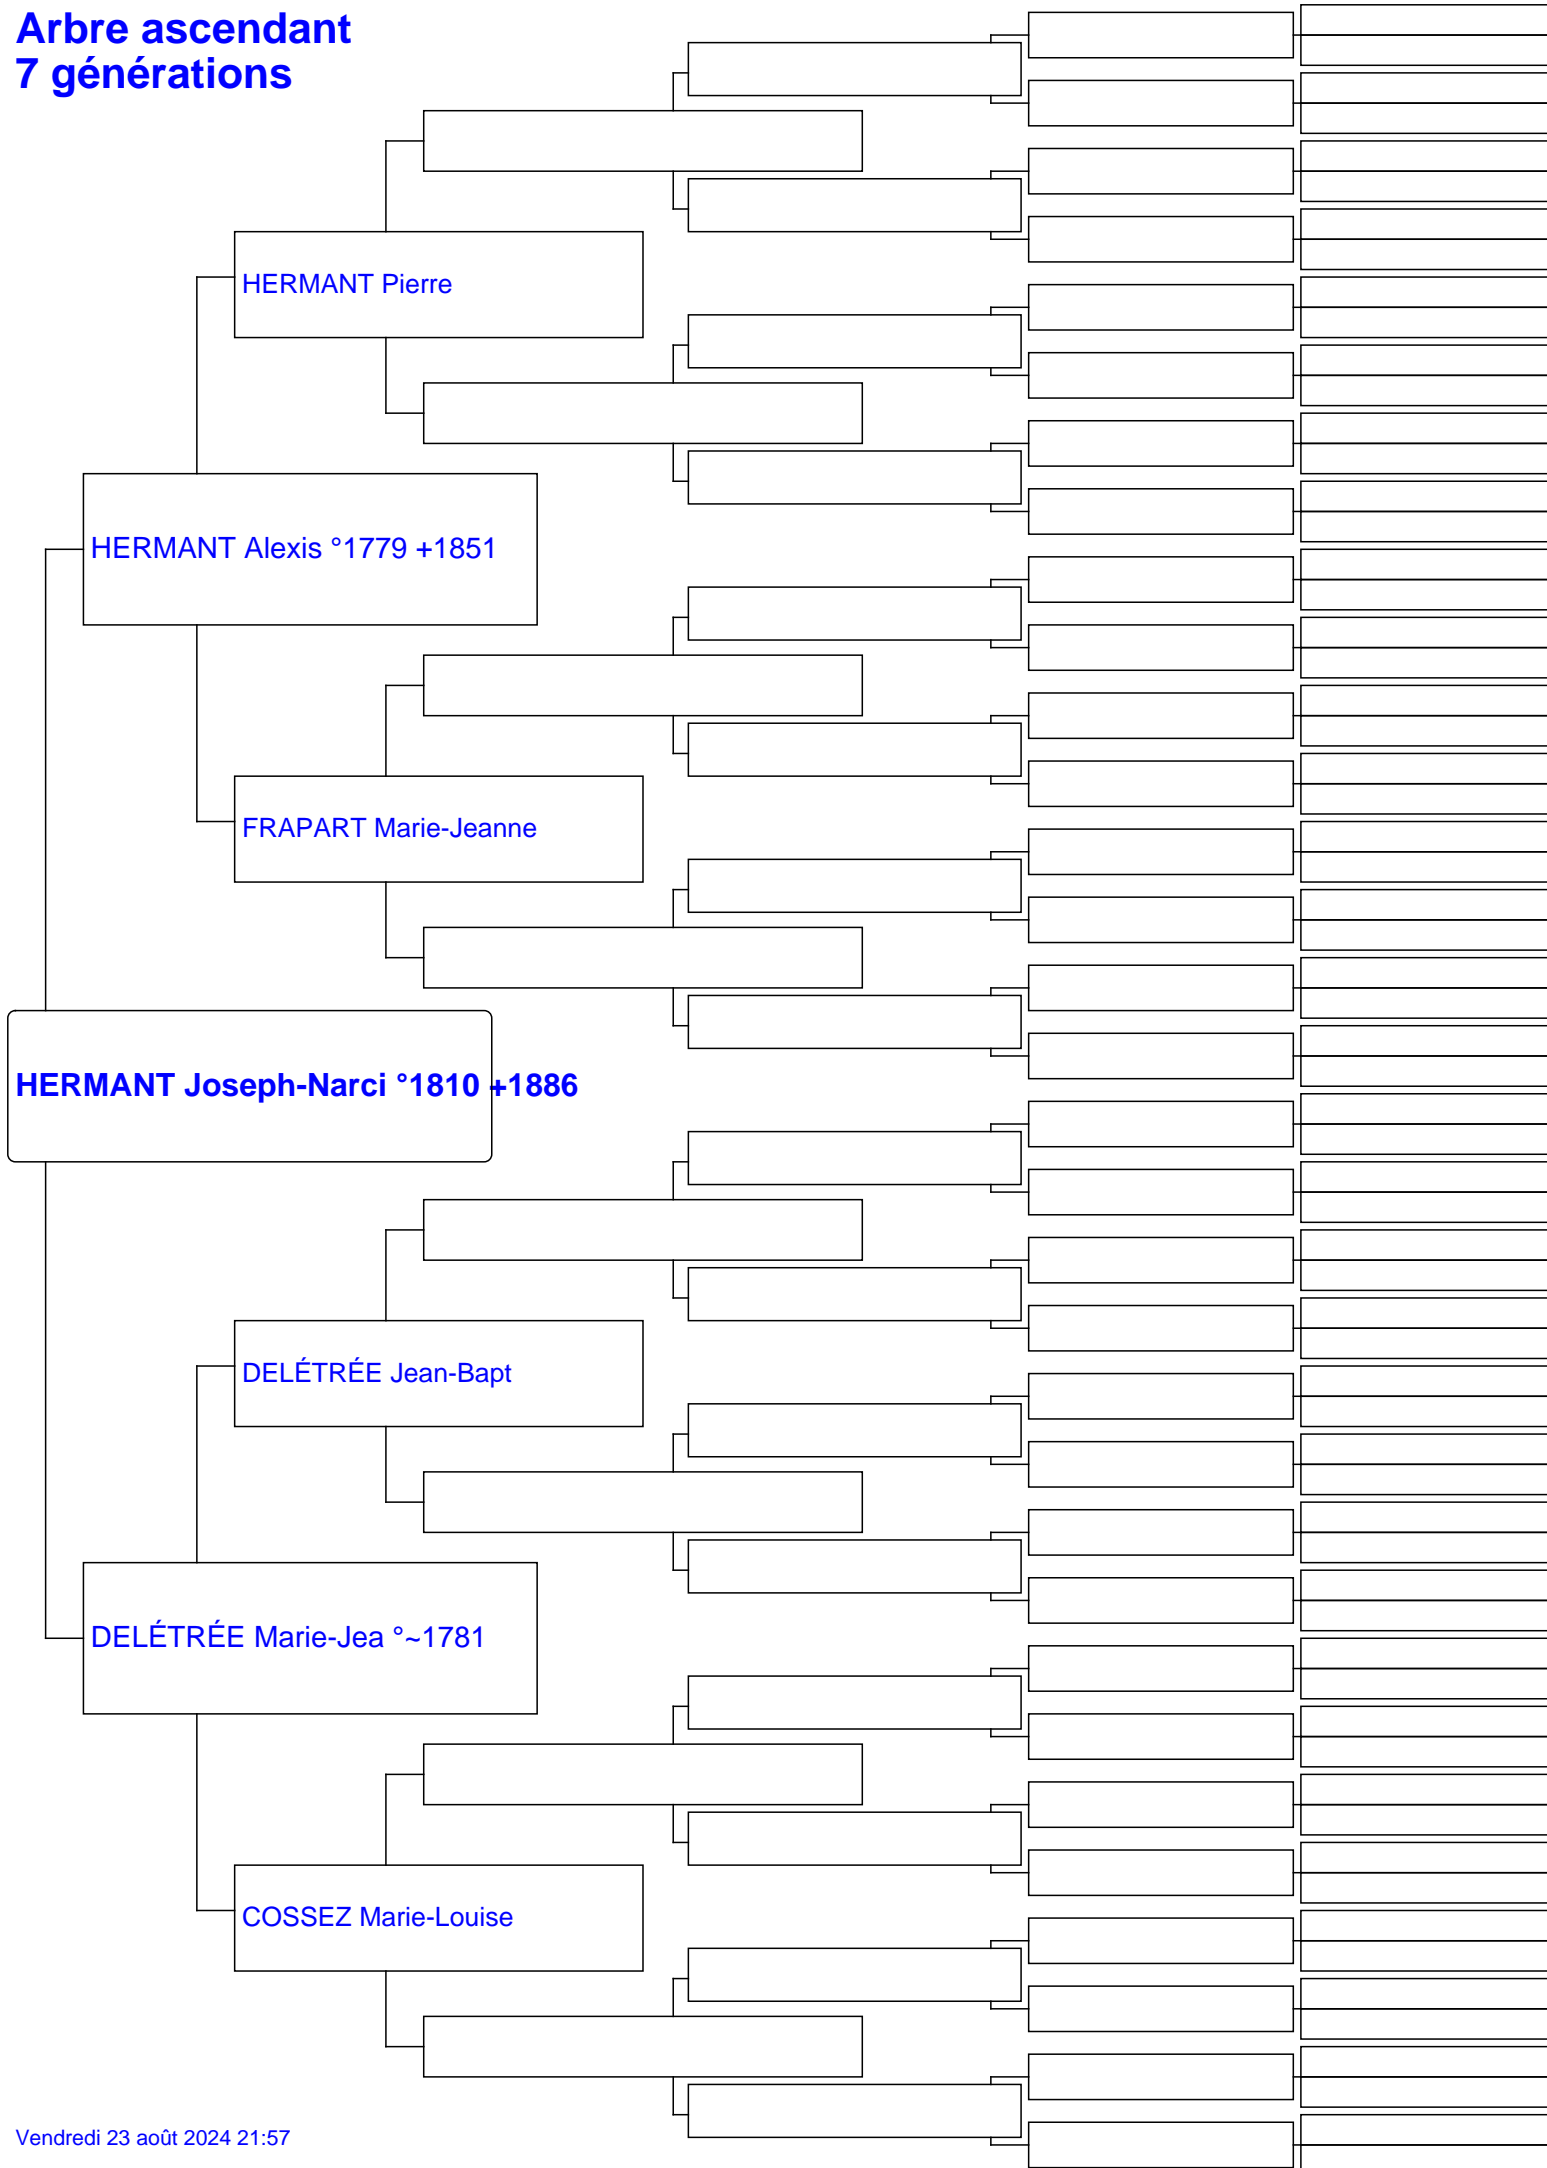 Arbre ascendant
7 générations
HERMANT Pierre
HERMANT Alexis °1779 +1851
FRAPART Marie-Jeanne
HERMANT Joseph-Narci °1810 +1886
DELÉTRÉE Jean-Bapt
DELÉTRÉE Marie-Jea °~1781
COSSEZ Marie-Louise
Vendredi 23 août 2024 21:57